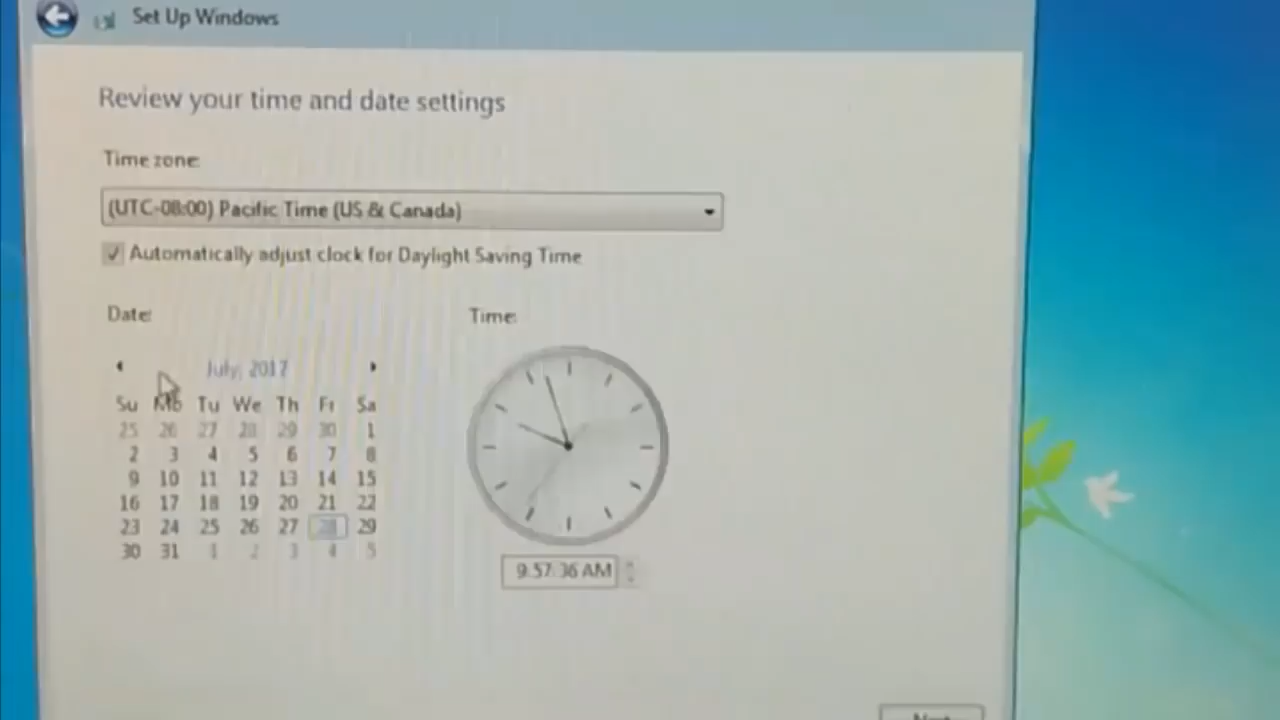 Set Up Windows
Review your time and date settings
Time zone:
(UTC-08:00) Pacific Time (US & Canada)
Automatically adjust clock for Daylight Saving Time
Date:
Time:
July, 2017
Su Mo Tu We Th Fr Sa
25 26 27 28 29 30 1
2 3 4 5 6 7 8
9 10 11 12 13 14 15
16 17 18 19 20 21 22
23 24 25 26 27 28 29
30 31 1 2 3 4 5
9:57:36 AM
Next